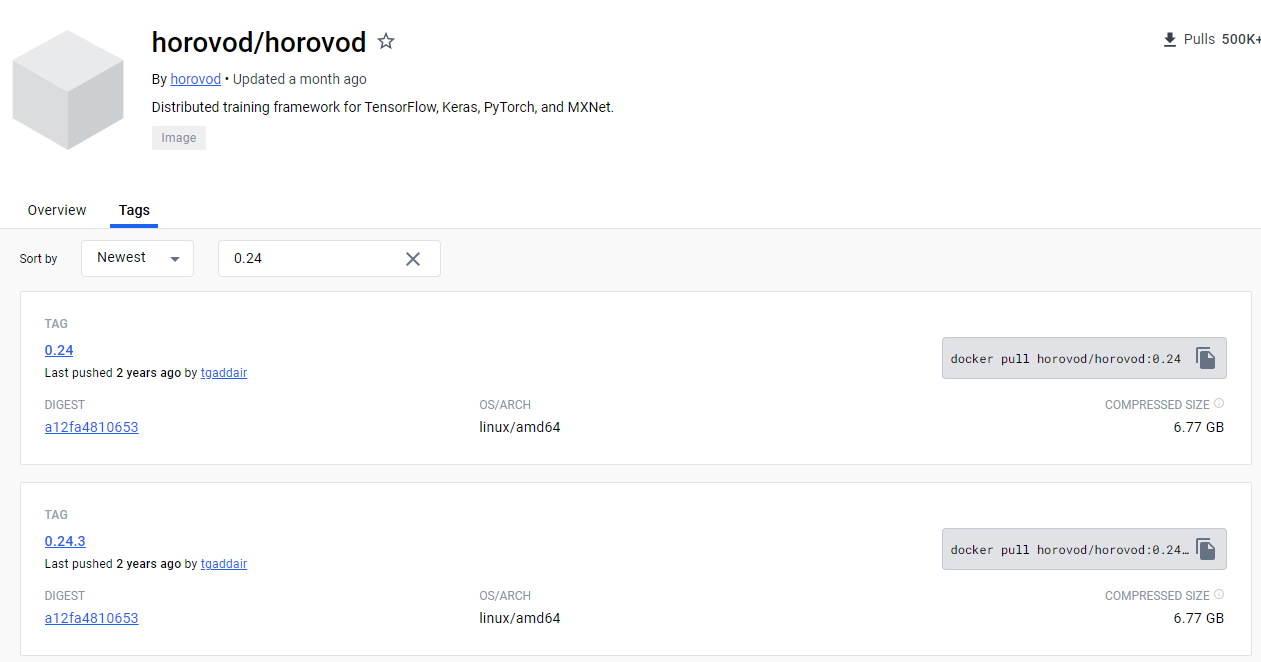 horovod/horovod
Pulls 500K+
By horovod • Updated a month ago
Distributed training framework for TensorFlow, Keras, PyTorch, and MXNet.
Image
Overview Tags
Sort by Newest 0.24
TAG
0.24
docker pull horovod/horovod:0.24
Last pushed 2 years ago by tgaddair
DIGEST OS/ARCH COMPRESSED SIZE
a12fa4810653 linux/amd64 6.77 GB
TAG
0.24.3
docker pull horovod/horovod:0.24…
Last pushed 2 years ago by tgaddair
DIGEST OS/ARCH COMPRESSED SIZE
a12fa4810653 linux/amd64 6.77 GB